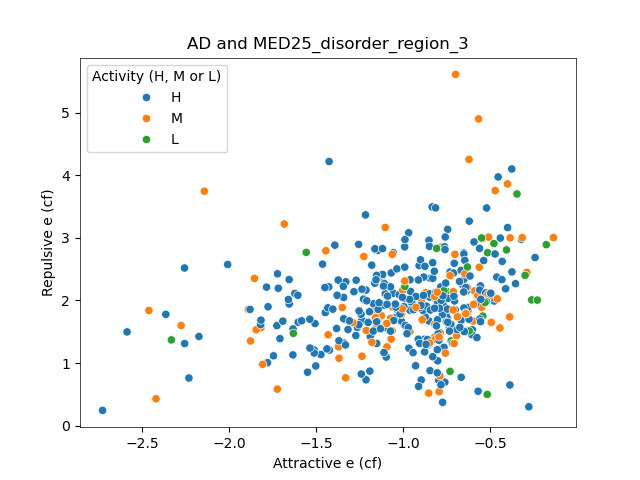 AD and MED25_disorder_region_3
Activity (H, M or L)
H
M
L
5
4
3
2
1
0
Repulsive e (cf)
−2.5 −2.0 −1.5 −1.0 −0.5
Attractive e (cf)